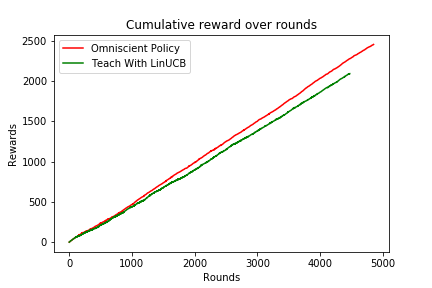 Cumulative reward over rounds
Omniscient Policy
Teach With LinUCB
Rewards
2500
2000
1500
1000
500
0
0 1000 2000 3000 4000 5000
Rounds